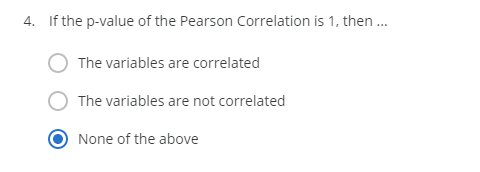 4. If the p-value of the Pearson Correlation is 1, then ...
The variables are correlated
The variables are not correlated
None of the above